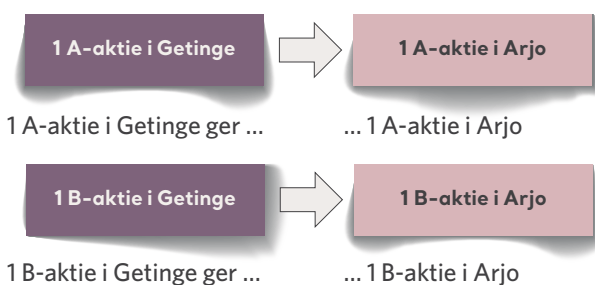 1 A-aktie i Getinge
1 A-aktie i Arjo
1 A-aktie i Getinge ger ...
... 1 A-aktie i Arjo
1 B-aktie i Getinge
1 B-aktie i Arjo
1 B-aktie i Getinge ger ...
... 1 B-aktie i Arjo